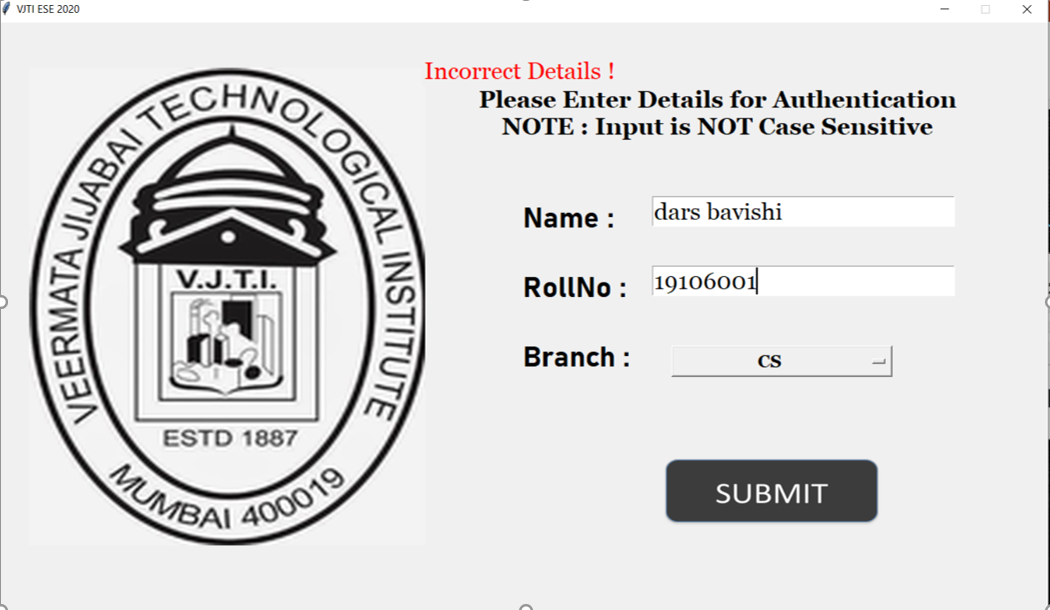 VJTI ESE 2020
VEERMATA JIJABAI TECHNOLOGICAL INSTITUTE
V.J.T.I.
ESTD 1887
MUMBAI 400019
Incorrect Details !
Please Enter Details for Authentication
NOTE : Input is NOT Case Sensitive
Name : dars bavishi
RollNo : 19106001
Branch : cs
SUBMIT